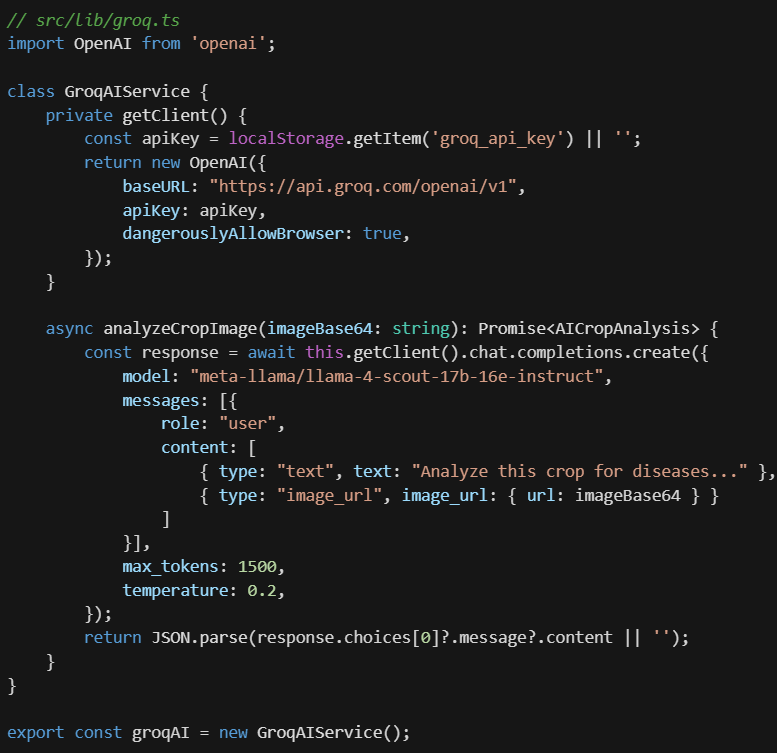 // src/lib/groq.ts
import OpenAI from 'openai';

class GroqAIService {
    private getClient() {
        const apiKey = localStorage.getItem('groq_api_key') || '';
        return new OpenAI({
            baseURL: "https://api.groq.com/openai/v1",
            apiKey: apiKey,
            dangerouslyAllowBrowser: true,
        });
    }

    async analyzeCropImage(imageBase64: string): Promise<AICropAnalysis> {
        const response = await this.getClient().chat.completions.create({
            model: "meta-llama/llama-4-scout-17b-16e-instruct",
            messages: [{
                role: "user",
                content: [
                    { type: "text", text: "Analyze this crop for diseases..." },
                    { type: "image_url", image_url: { url: imageBase64 } }
                ]
            }],
            max_tokens: 1500,
            temperature: 0.2,
        });
        return JSON.parse(response.choices[0]?.message?.content || '');
    }
}

export const groqAI = new GroqAIService();